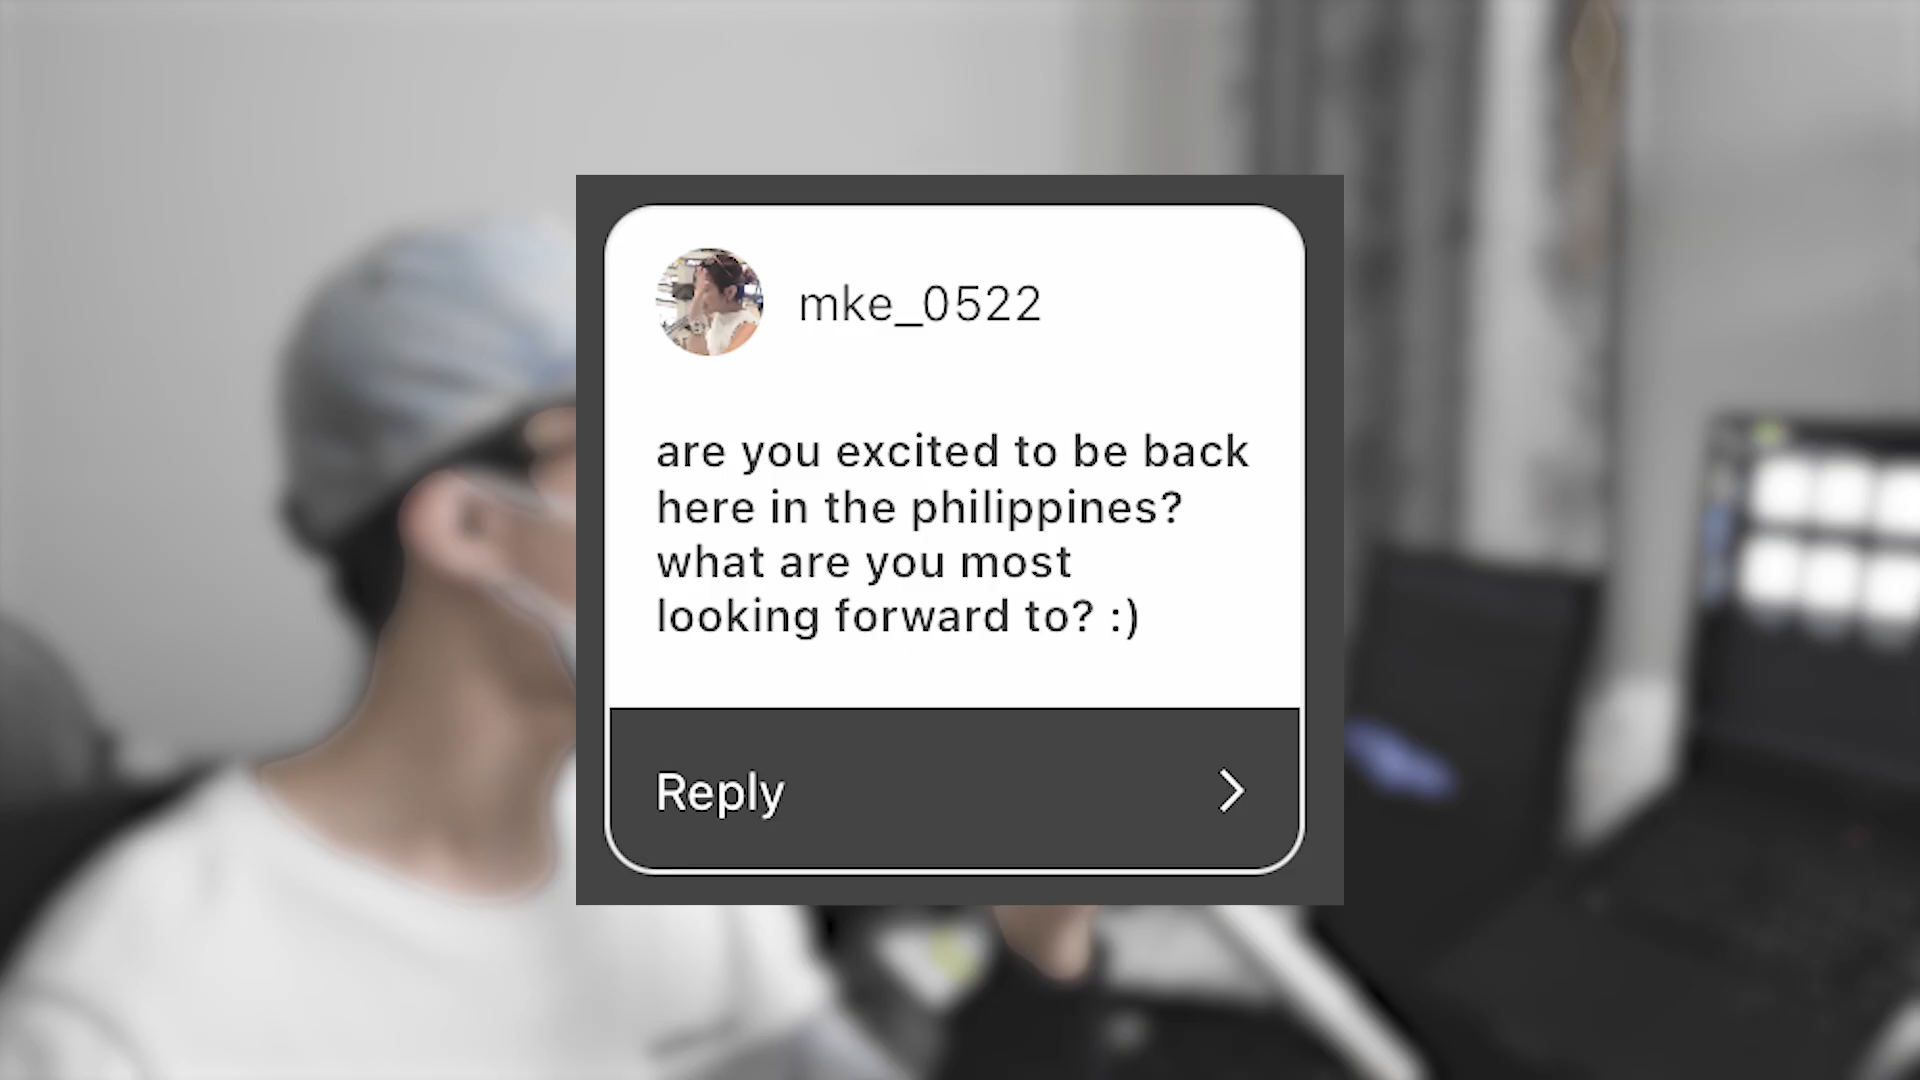 mke_0522
are you excited to be back
here in the philippines?
what are you most
looking forward to? :)
Reply